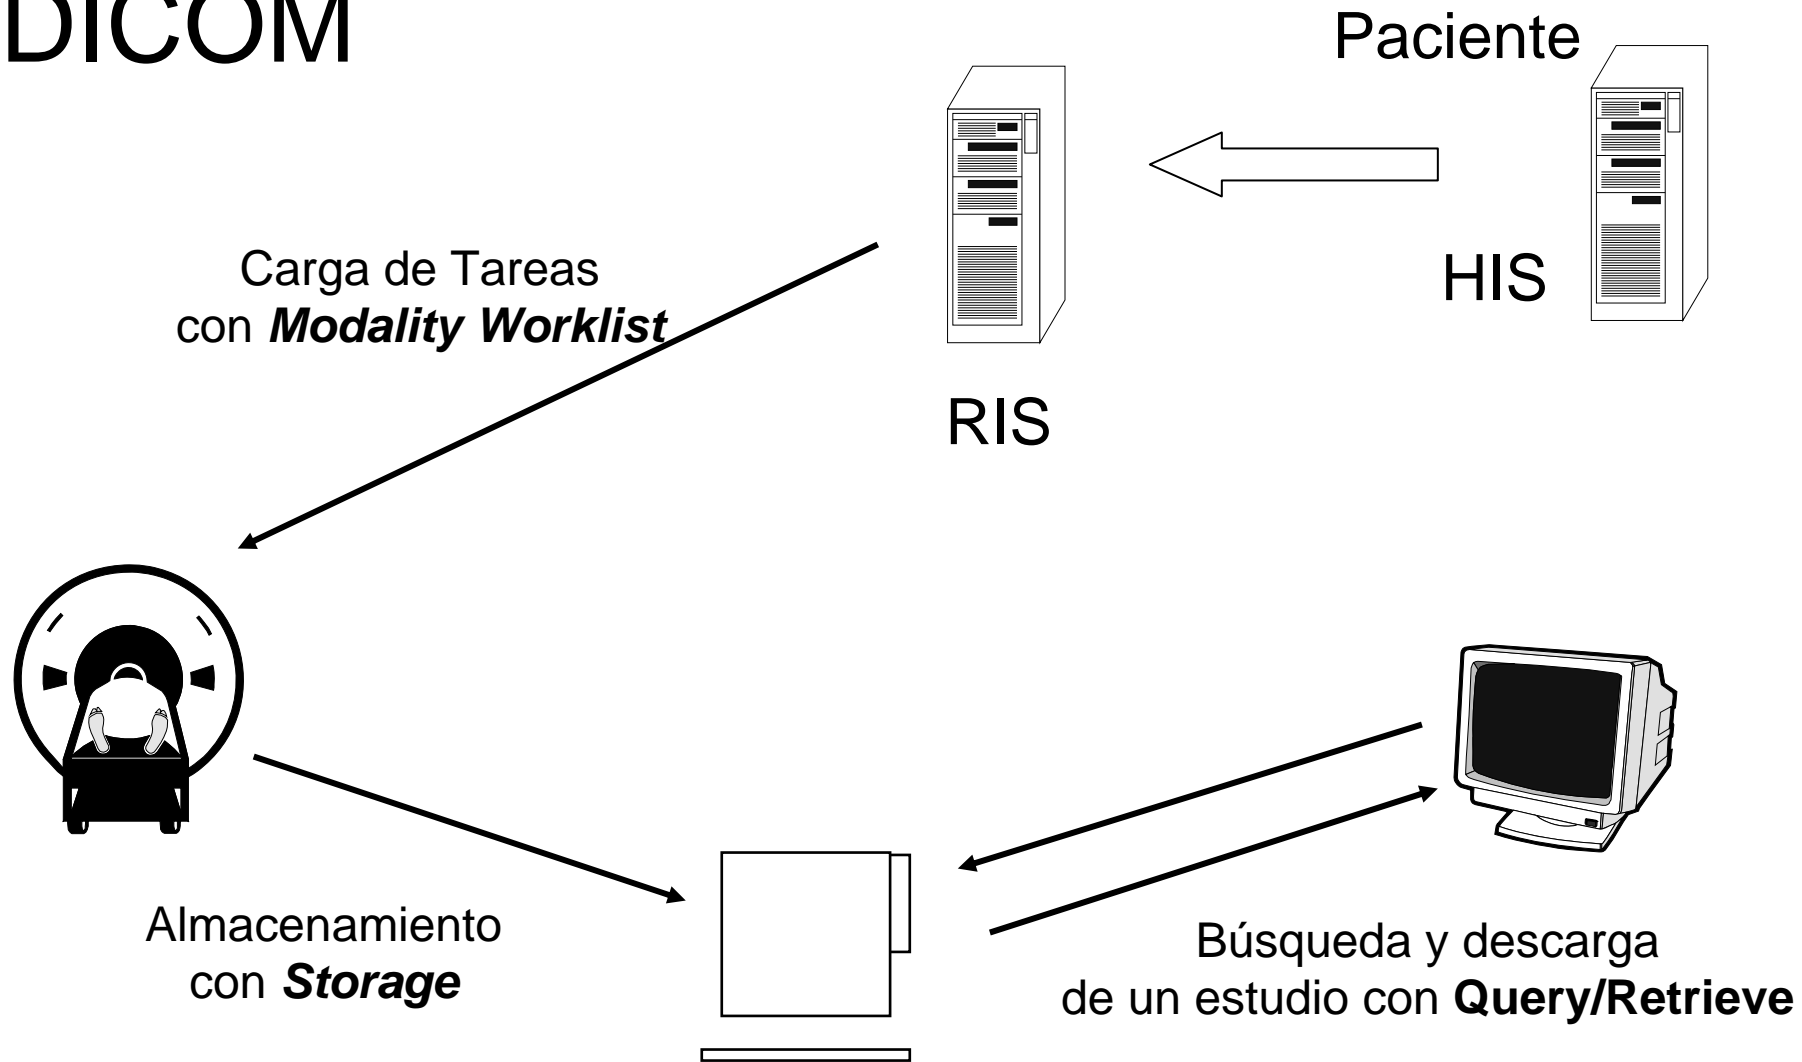 DICOM
Paciente
HIS
Carga de Tareas
con Modality Worklist
RIS
Almacenamiento
con Storage
Búsqueda y descarga
de un estudio con Query/Retrieve